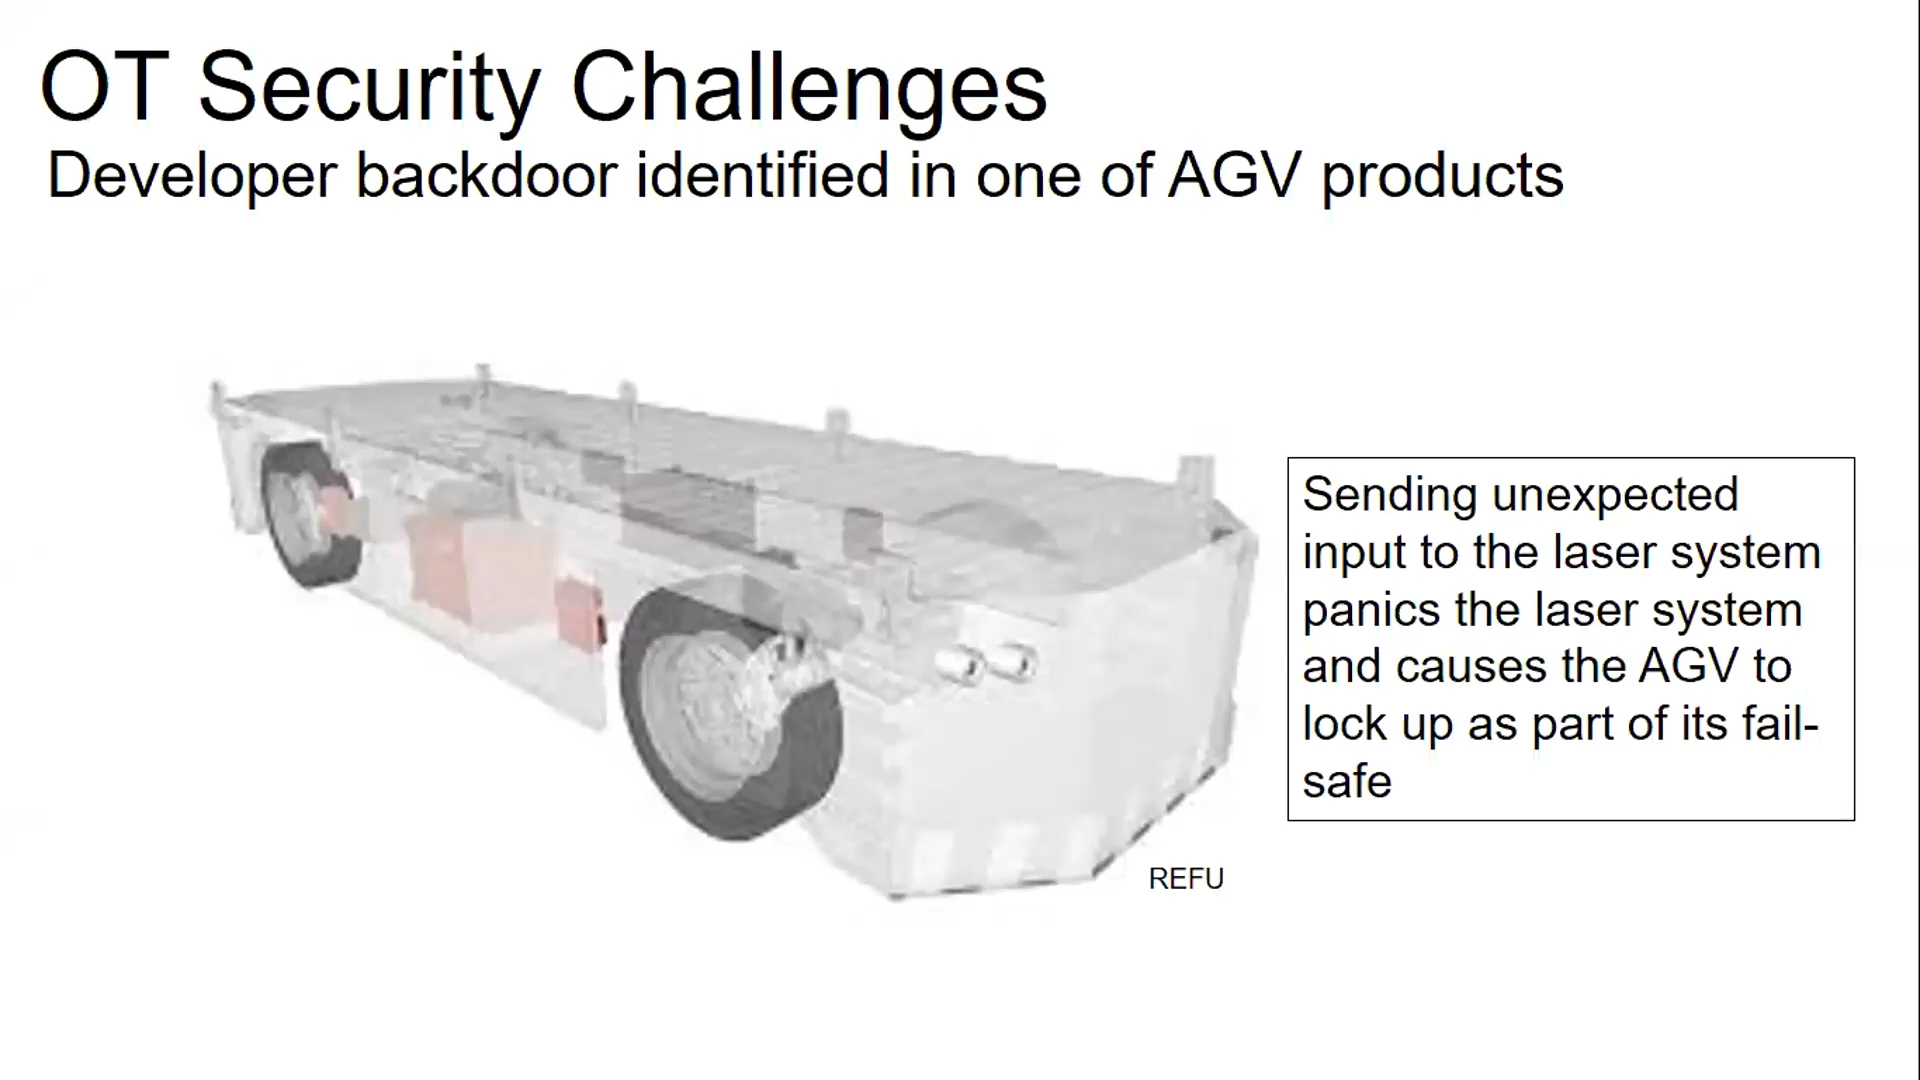 OT Security Challenges
Developer backdoor identified in one of AGV products
Sending unexpected
input to the laser system
panics the laser system
and causes the AGV to
lock up as part of its fail-
safe
REFU